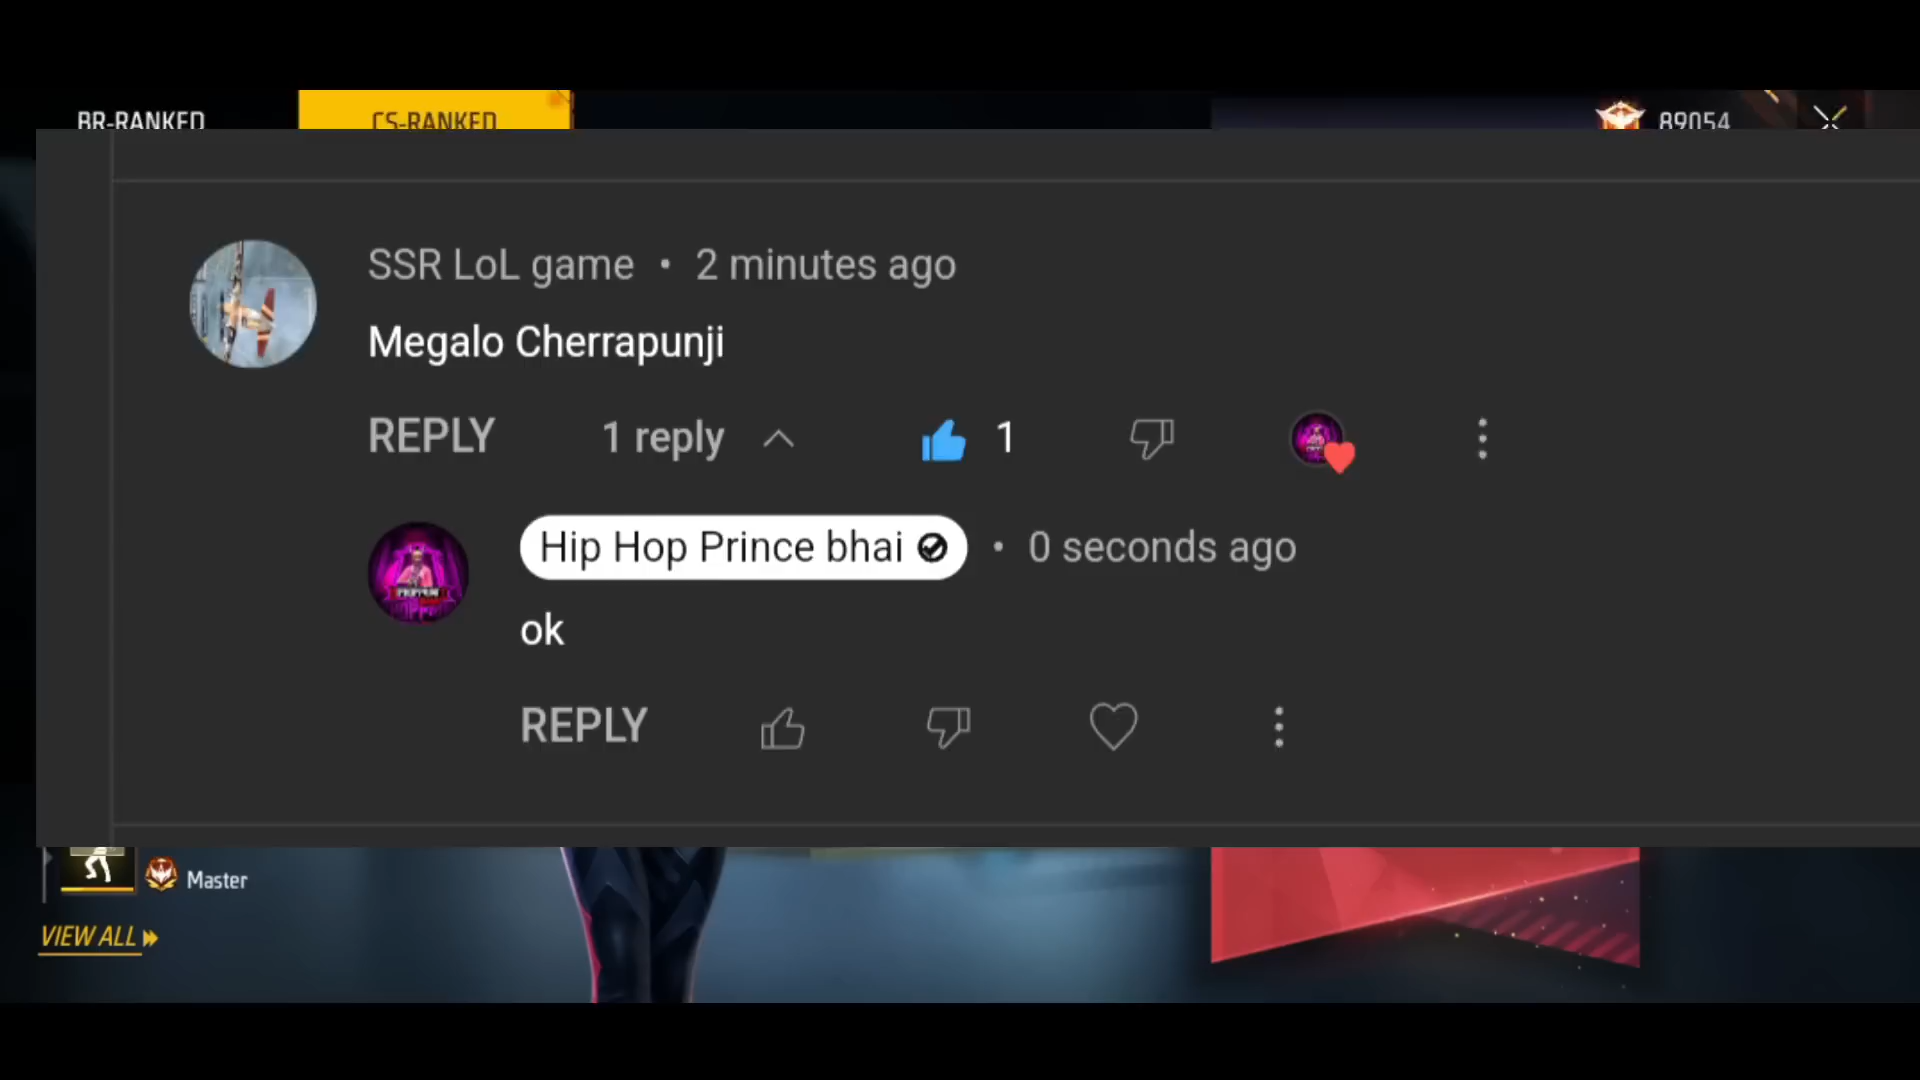 BR-RANKED
CS-RANKED
89054
SSR LoL game • 2 minutes ago
Megalo Cherrapunji
REPLY 1 reply 1
Hip Hop Prince bhai • 0 seconds ago
ok
REPLY
Master
VIEW ALL